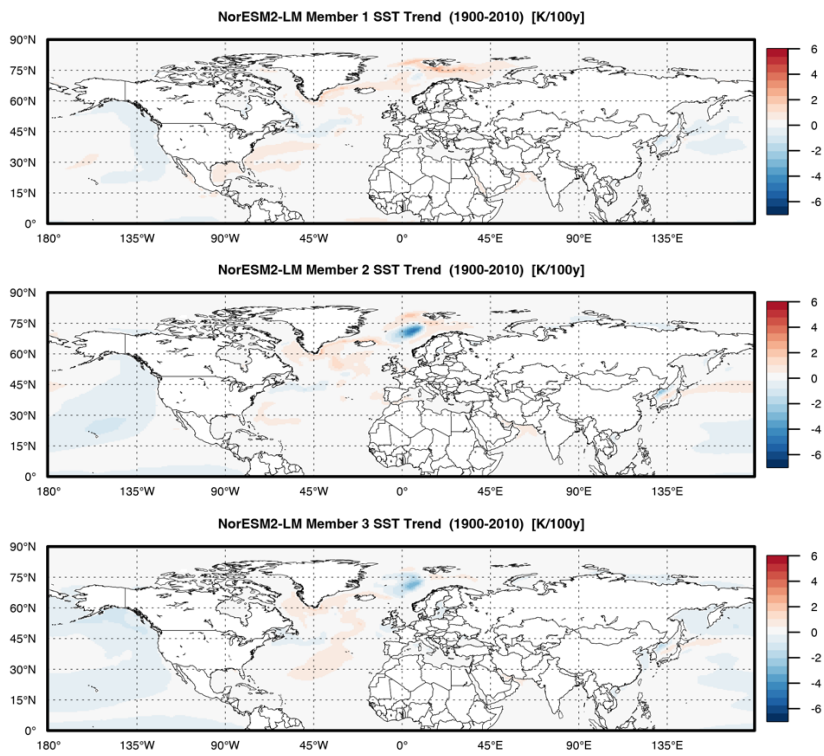 NorESM2-LM Member 1 SST Trend (1900-2010) [K/100y]
90°N
75°N
60°N
45°N
30°N
15°N
0°
180° 135°W 90°W 45°W 0° 45°E 90°E 135°E
6
4
2
0
-2
-4
-6
NorESM2-LM Member 2 SST Trend (1900-2010) [K/100y]
90°N
75°N
60°N
45°N
30°N
15°N
0°
180° 135°W 90°W 45°W 0° 45°E 90°E 135°E
6
4
2
0
-2
-4
-6
NorESM2-LM Member 3 SST Trend (1900-2010) [K/100y]
90°N
75°N
60°N
45°N
30°N
15°N
0°
180° 135°W 90°W 45°W 0° 45°E 90°E 135°E
6
4
2
0
-2
-4
-6